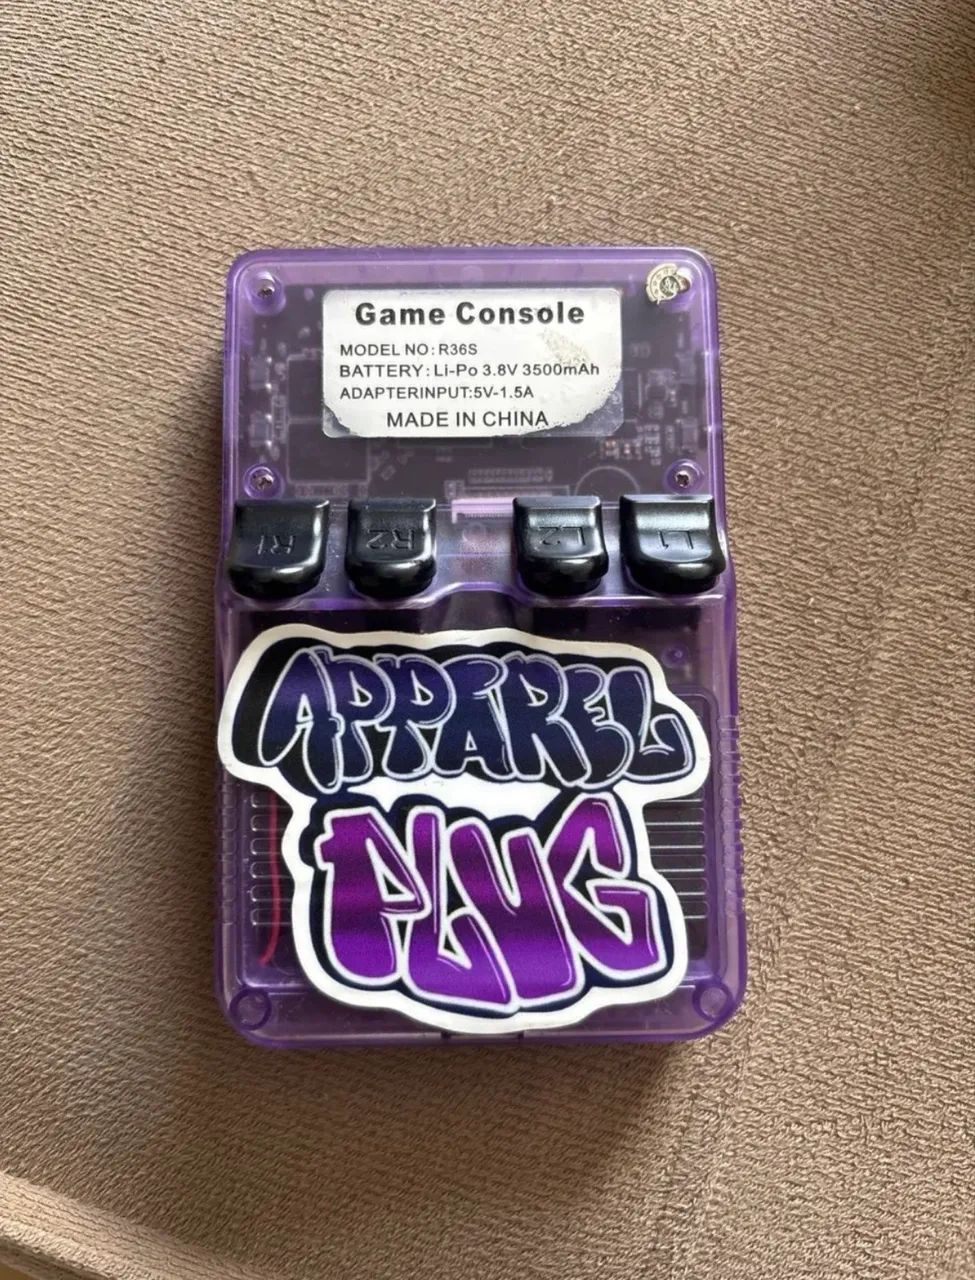 Game Console
MODEL NO: R36S
BATTERY: Li-Po 3.8V 3500mAh
ADAPTERINPUT:5V-1.5A
MADE IN CHINA
R1 R2 L2 L1
APPAREL
PLUG